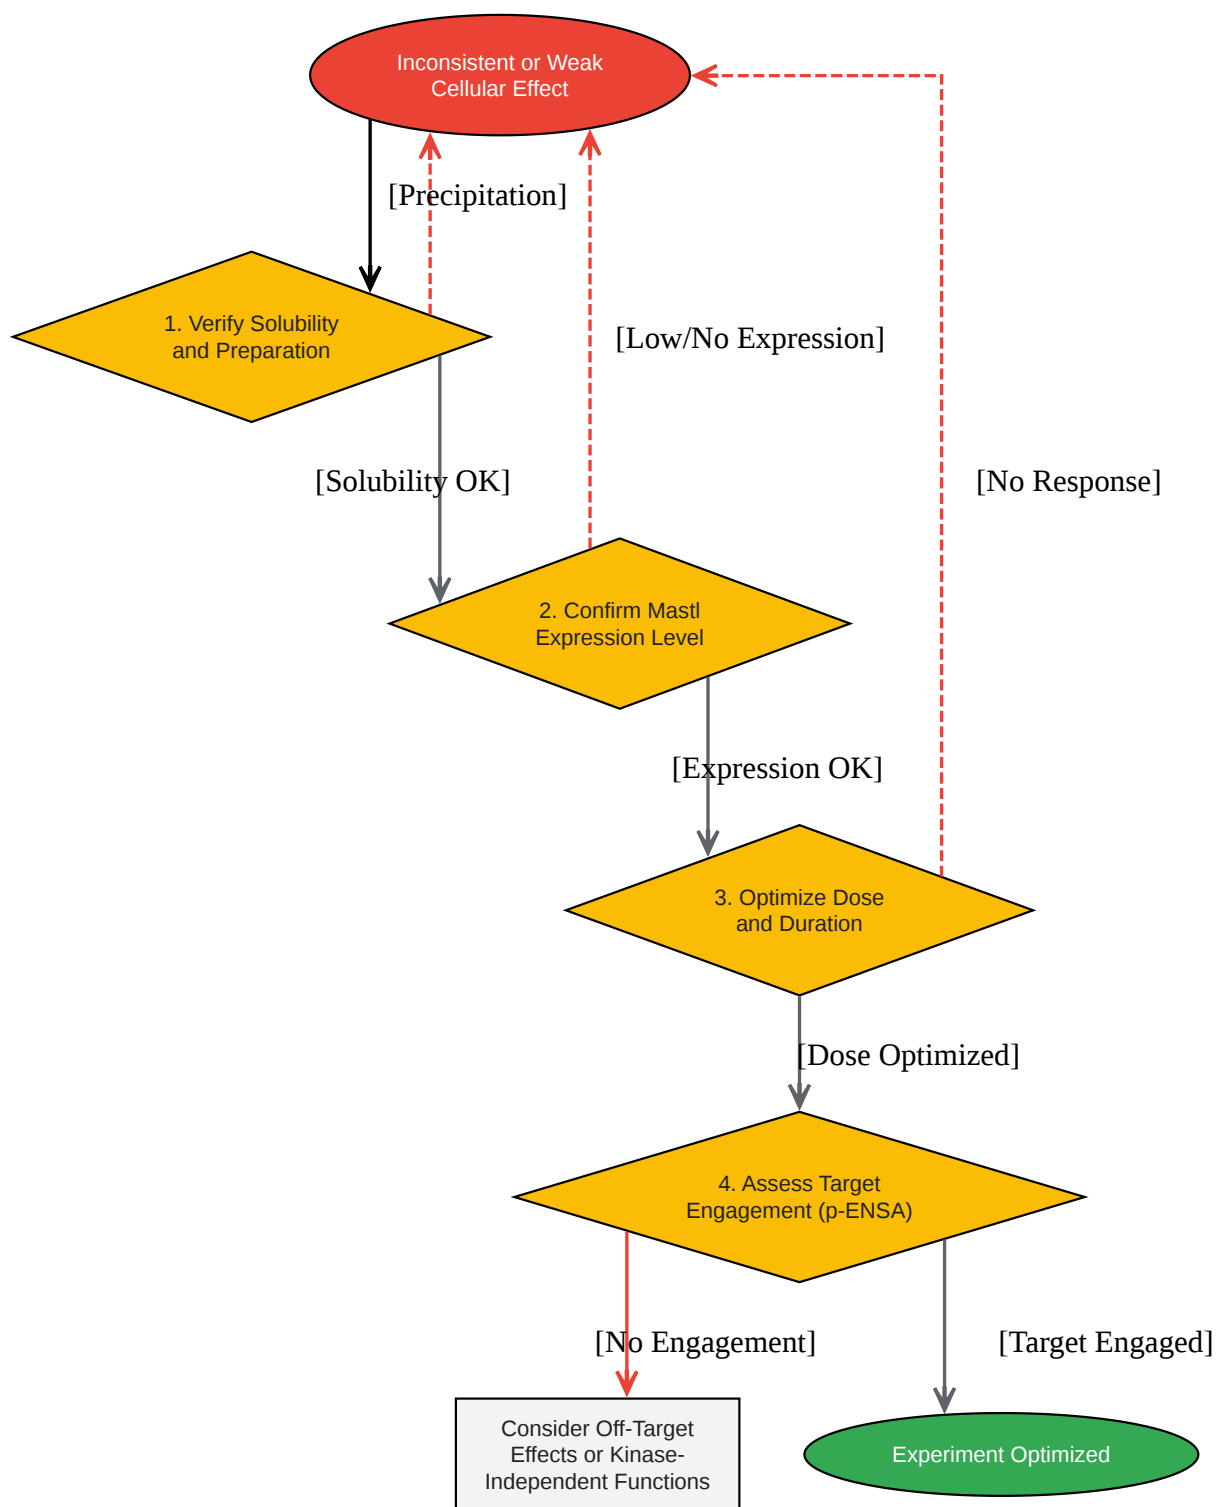 Inconsistent or Weak
Cellular Effect
[Precipitation]
1. Verify Solubility
and Preparation
[Low/No Expression]
[Solubility OK]
[No Response]
2. Confirm Mastl
Expression Level
[Expression OK]
3. Optimize Dose
and Duration
[Dose Optimized]
4. Assess Target
Engagement (p-ENSA)
[No Engagement]
[Target Engaged]
Consider Off-Target
Effects or Kinase-
Independent Functions
Experiment Optimized